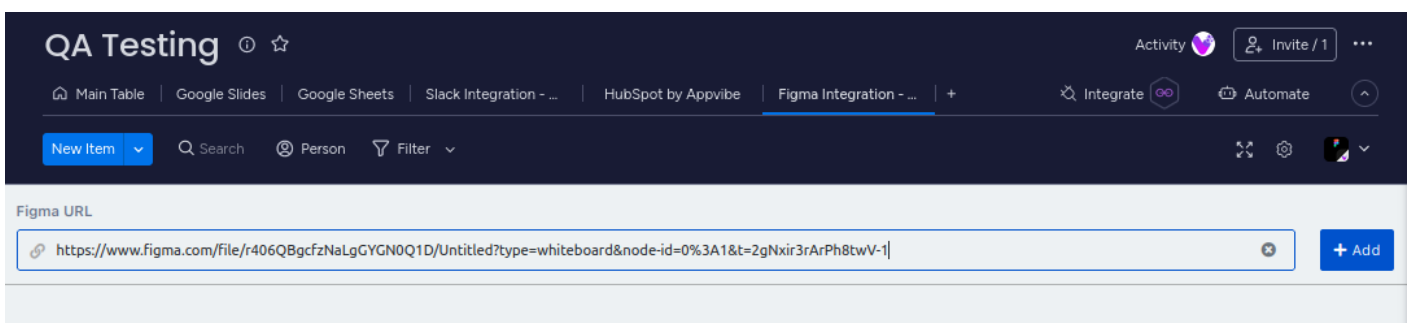 QA Testing
Activity
Invite / 1
Main Table
Google Slides
Google Sheets
Slack Integration - ...
HubSpot by Appvibe
Figma Integration - ...
+
Integrate
Automate
New Item
Search
Person
Filter
Figma URL
https://www.figma.com/file/r406QBgcfzNaLgGYGN0Q1D/Untitled?type=whiteboard&node-id=0%3A1&t=2gNxir3rArPh8twV-1
+ Add